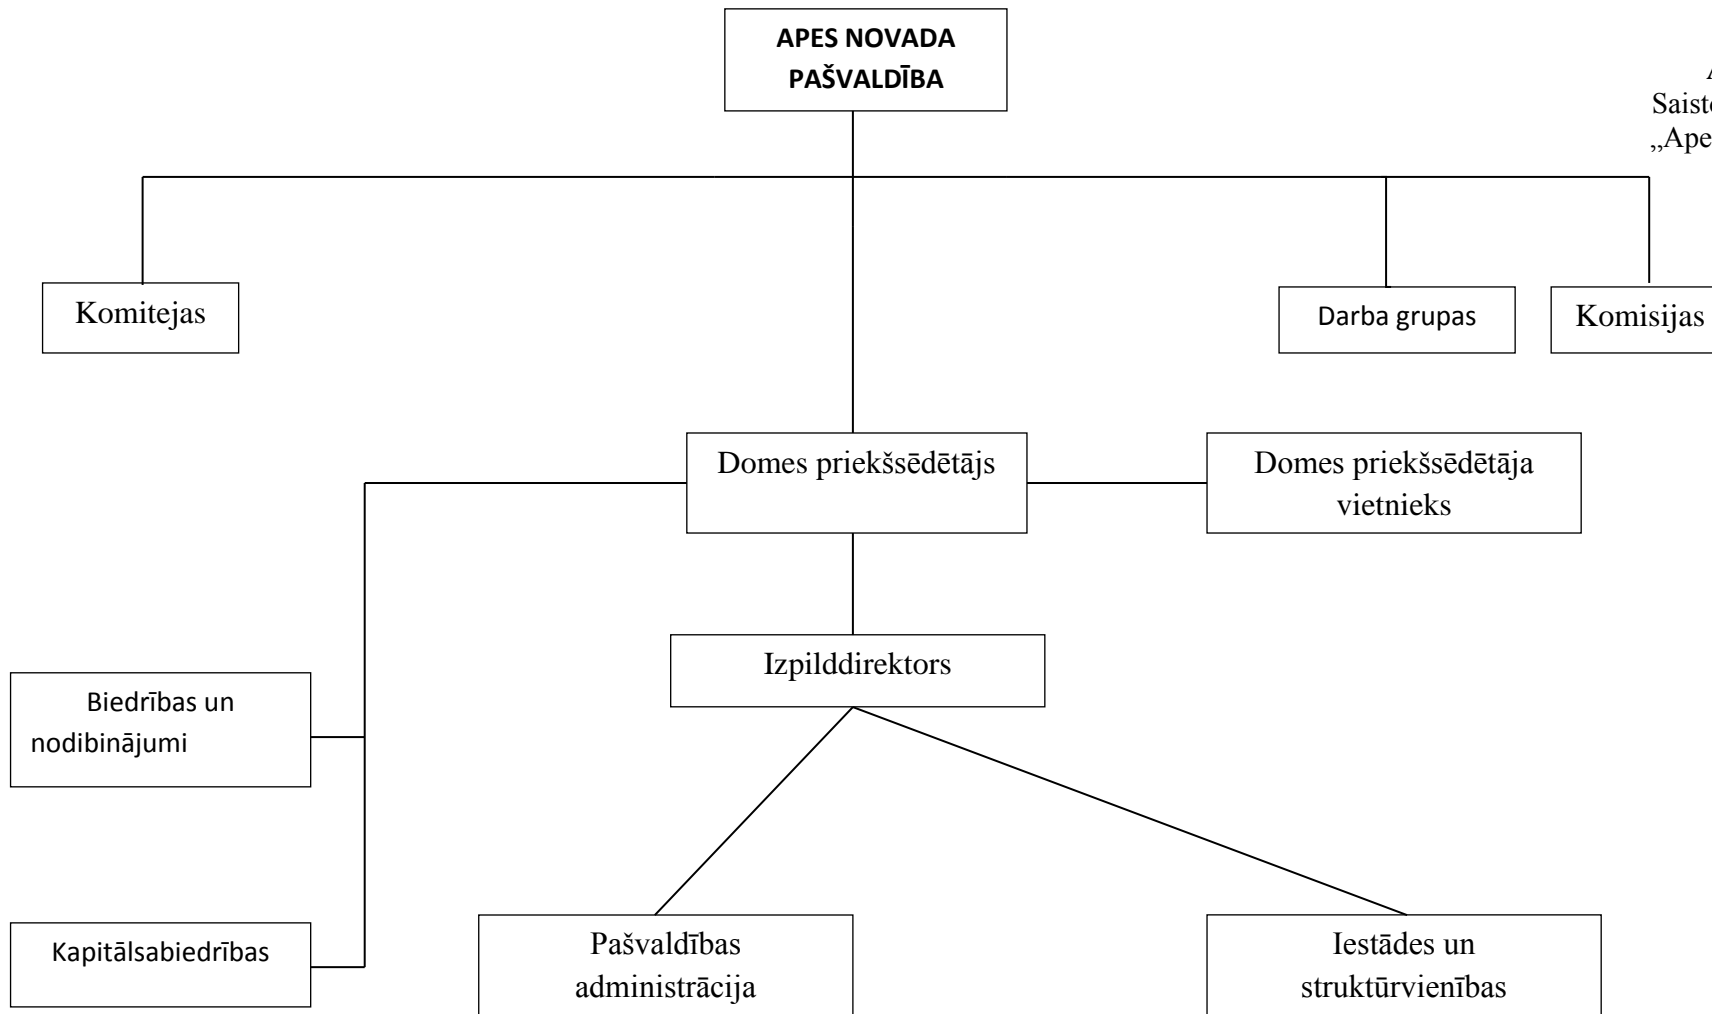 APES NOVADA
PAŠVALDĪBA
Komitejas
Darba grupas
Komisijas
Domes priekšsēdētājs
Domes priekšsēdētāja
vietnieks
Izpilddirektors
Biedrības un
nodibinājumi
Kapitālsabiedrības
Pašvaldības
administrācija
Iestādes un
struktūrvienības